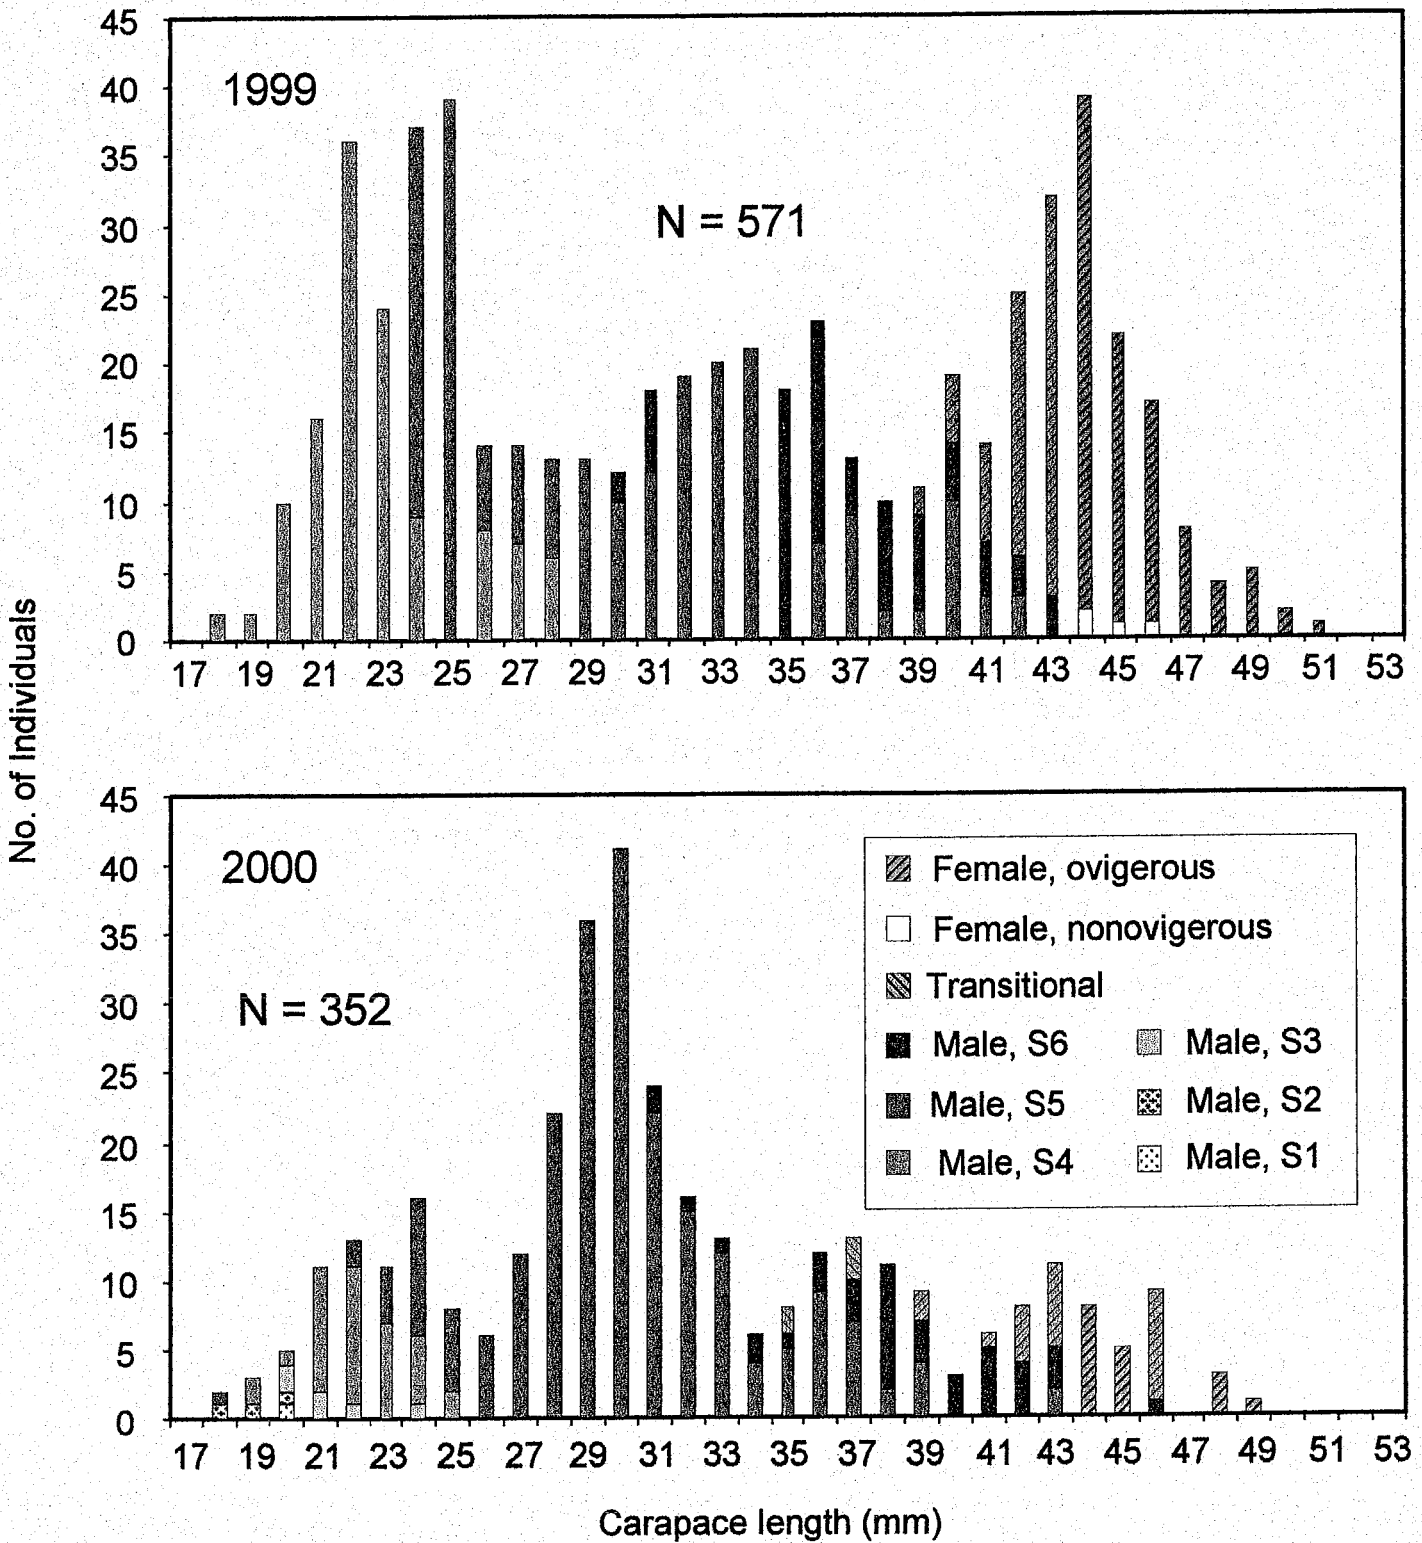 45
40
35
30
25
20
15
10
5
0
1999
N = 571
17 19 21 23 25 27 29 31 33 35 37 39 41 43 45 47 49 51 53
No. of Individuals
45
40
35
30
25
20
15
10
5
0
2000
N = 352
Female, ovigerous
Female, nonovigerous
Transitional
Male, S6 Male, S3
Male, S5 Male, S2
Male, S4 Male, S1
17 19 21 23 25 27 29 31 33 35 37 39 41 43 45 47 49 51 53
Carapace length (mm)